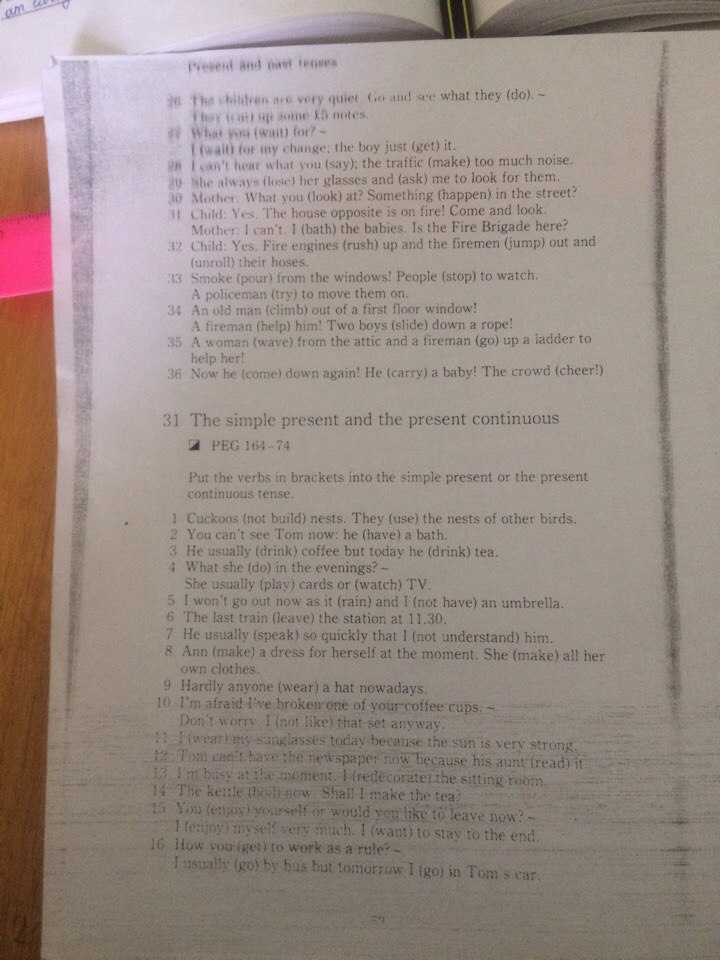 am
Present and past tenses
26 The children are very quiet. Go and see what they (do). ~
They (cut) up some £5 notes.
27 What you (wait) for? ~
I (wait) for my change; the boy just (get) it.
28 I can't hear what you (say); the traffic (make) too much noise.
29 She always (lose) her glasses and (ask) me to look for them.
30 Mother: What you (look) at? Something (happen) in the street?
31 Child: Yes. The house opposite is on fire! Come and look.
Mother: I can't. I (bath) the babies. Is the Fire Brigade here?
32 Child: Yes. Fire engines (rush) up and the firemen (jump) out and
(unroll) their hoses.
33 Smoke (pour) from the windows! People (stop) to watch.
A policeman (try) to move them on.
34 An old man (climb) out of a first floor window!
A fireman (help) him! Two boys (slide) down a rope!
35 A woman (wave) from the attic and a fireman (go) up a ladder to
help her!
36 Now he (come) down again! He (carry) a baby! The crowd (cheer!)
31 The simple present and the present continuous
PEG 164–74
Put the verbs in brackets into the simple present or the present
continuous tense.
1 Cuckoos (not build) nests. They (use) the nests of other birds.
2 You can't see Tom now: he (have) a bath.
3 He usually (drink) coffee but today he (drink) tea.
4 What she (do) in the evenings? ~
She usually (play) cards or (watch) TV.
5 I won't go out now as it (rain) and I (not have) an umbrella.
6 The last train (leave) the station at 11.30.
7 He usually (speak) so quickly that I (not understand) him.
8 Ann (make) a dress for herself at the moment. She (make) all her
own clothes.
9 Hardly anyone (wear) a hat nowadays.
10 I'm afraid I've broken one of your coffee cups. ~
Don't worry. I (not like) that set anyway.
11 I (wear) my sunglasses today because the sun is very strong.
12 Tom can't have the newspaper now because his aunt (read) it.
13 I'm busy at the moment. I (redecorate) the sitting room.
14 The kettle (boil) now. Shall I make the tea?
15 You (enjoy) yourself or would you like to leave now? ~
I (enjoy) myself very much. I (want) to stay to the end.
16 How you (get) to work as a rule? ~
I usually (go) by bus but tomorrow I (go) in Tom's car.
52